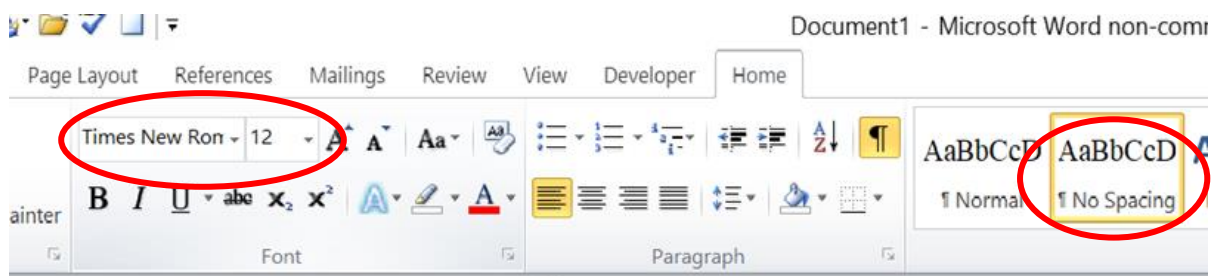 Document1 - Microsoft Word non-comm
Page Layout References Mailings Review View Developer Home
Times New Ron 12 A A Aa
AaBbCcD AaBbCcD
B I U abe x₂ x² A A
ainter ¶ Normal ¶ No Spacing
Font Paragraph